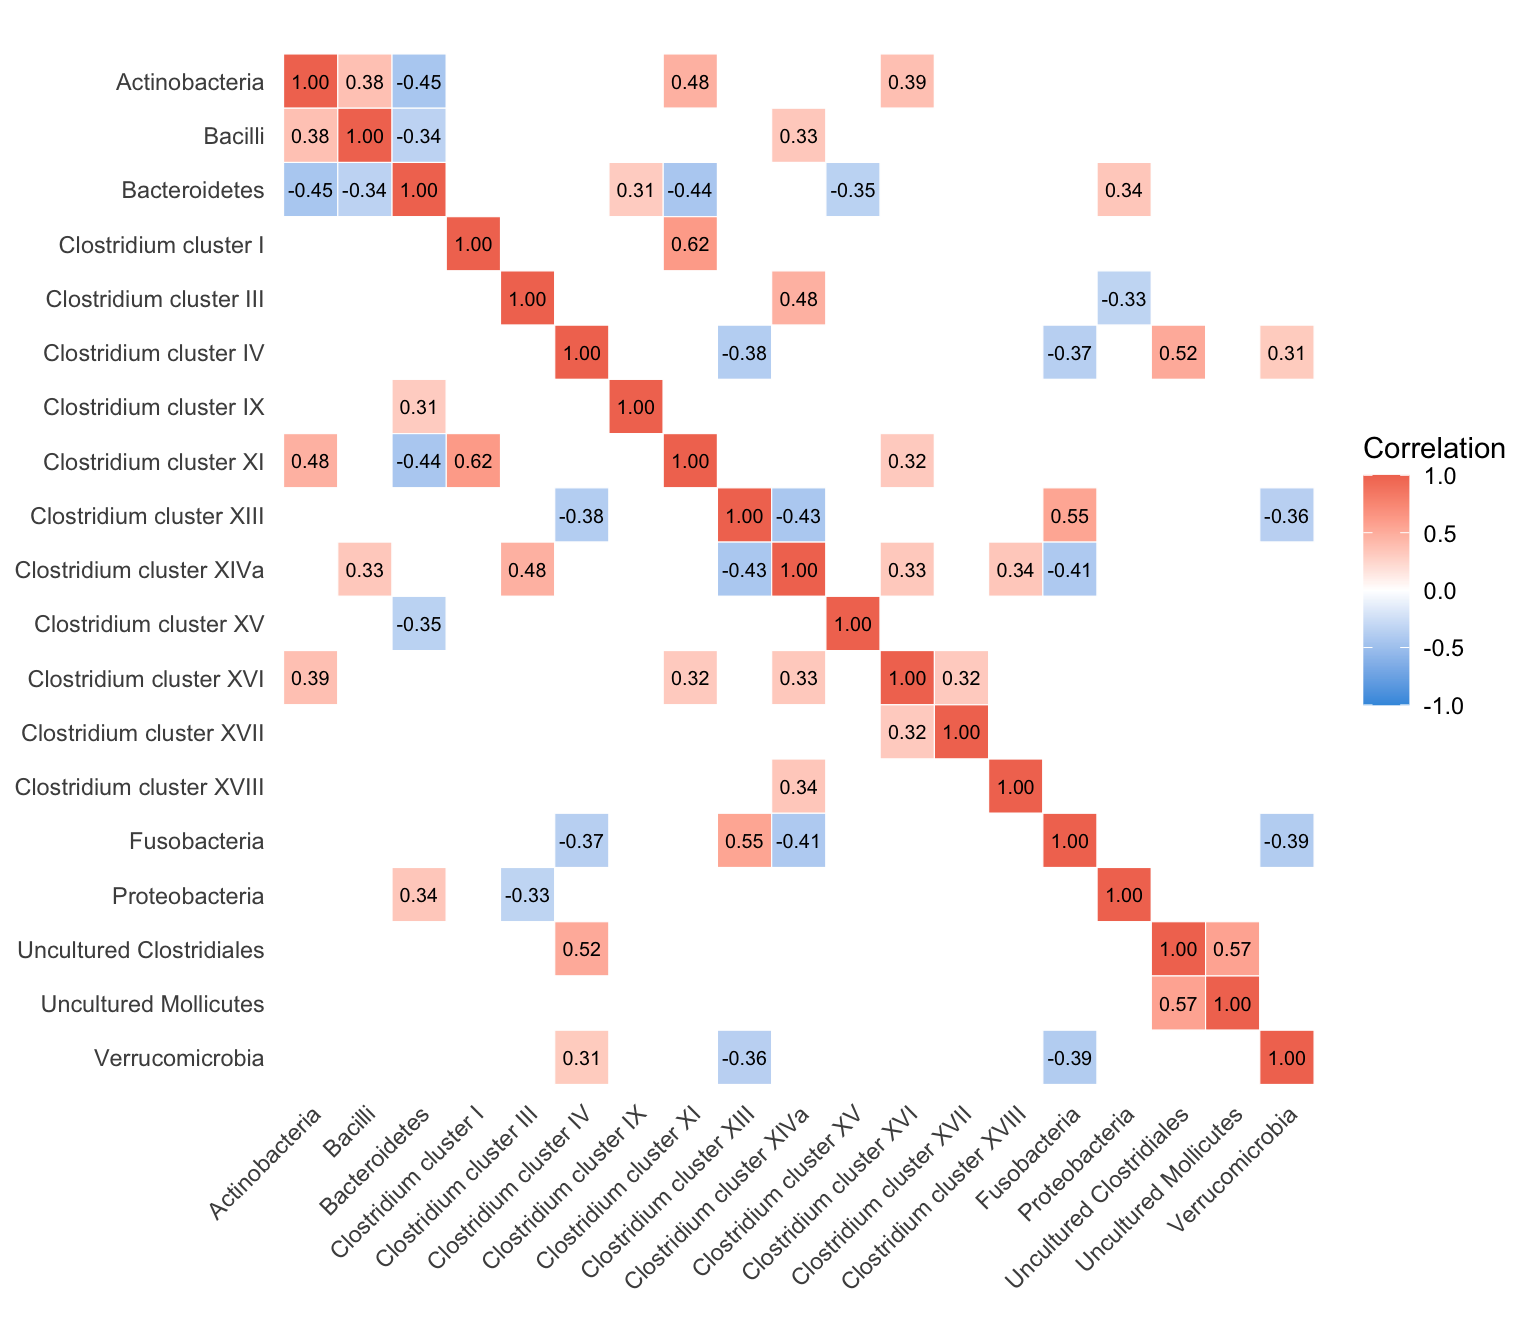 Actinobacteria 1.00 0.38 -0.45 0.48 0.39
Bacilli 0.38 1.00 -0.34 0.33
Bacteroidetes -0.45 -0.34 1.00 0.31 -0.44 -0.35 0.34
Clostridium cluster I 1.00 0.62
Clostridium cluster III 1.00 0.48 -0.33
Clostridium cluster IV 1.00 -0.38 -0.37 0.52 0.31
Clostridium cluster IX 0.31 1.00
Clostridium cluster XI 0.48 -0.44 0.62 1.00 0.32
Clostridium cluster XIII -0.38 1.00 -0.43 0.55 -0.36
Clostridium cluster XIVa 0.33 0.48 -0.43 1.00 0.33 0.34 -0.41
Clostridium cluster XV -0.35 1.00
Clostridium cluster XVI 0.39 0.32 0.33 1.00 0.32
Clostridium cluster XVII 0.32 1.00
Clostridium cluster XVIII 0.34 1.00
Fusobacteria -0.37 0.55 -0.41 1.00 -0.39
Proteobacteria 0.34 -0.33 1.00
Uncultured Clostridiales 0.52 1.00 0.57
Uncultured Mollicutes 0.57 1.00
Verrucomicrobia 0.31 -0.36 -0.39 1.00
Actinobacteria
Bacilli
Bacteroidetes
Clostridium cluster I
Clostridium cluster III
Clostridium cluster IV
Clostridium cluster IX
Clostridium cluster XI
Clostridium cluster XIII
Clostridium cluster XIVa
Clostridium cluster XV
Clostridium cluster XVI
Clostridium cluster XVII
Clostridium cluster XVIII
Fusobacteria
Proteobacteria
Uncultured Clostridiales
Uncultured Mollicutes
Verrucomicrobia
Correlation
1.0
0.5
0.0
-0.5
-1.0